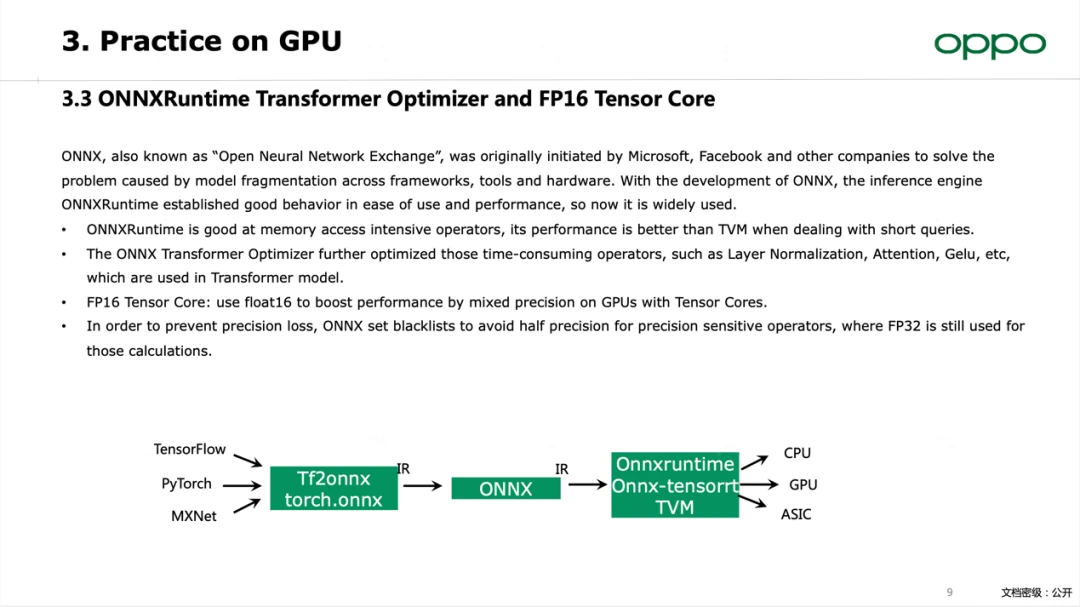 3. Practice on GPU
oppo
3.3 ONNXRuntime Transformer Optimizer and FP16 Tensor Core
ONNX, also known as “Open Neural Network Exchange”, was originally initiated by Microsoft, Facebook and other companies to solve the
problem caused by model fragmentation across frameworks, tools and hardware. With the development of ONNX, the inference engine
ONNXRuntime established good behavior in ease of use and performance, so now it is widely used.
• ONNXRuntime is good at memory access intensive operators, its performance is better than TVM when dealing with short queries.
• The ONNX Transformer Optimizer further optimized those time-consuming operators, such as Layer Normalization, Attention, Gelu, etc,
which are used in Transformer model.
• FP16 Tensor Core: use float16 to boost performance by mixed precision on GPUs with Tensor Cores.
• In order to prevent precision loss, ONNX set blacklists to avoid half precision for precision sensitive operators, where FP32 is still used for
those calculations.
TensorFlow
PyTorch
MXNet
Tf2onnx
torch.onnx
IR
ONNX
IR
Onnxruntime
Onnx-tensorrt
TVM
CPU
GPU
ASIC
9
文档密级：公开